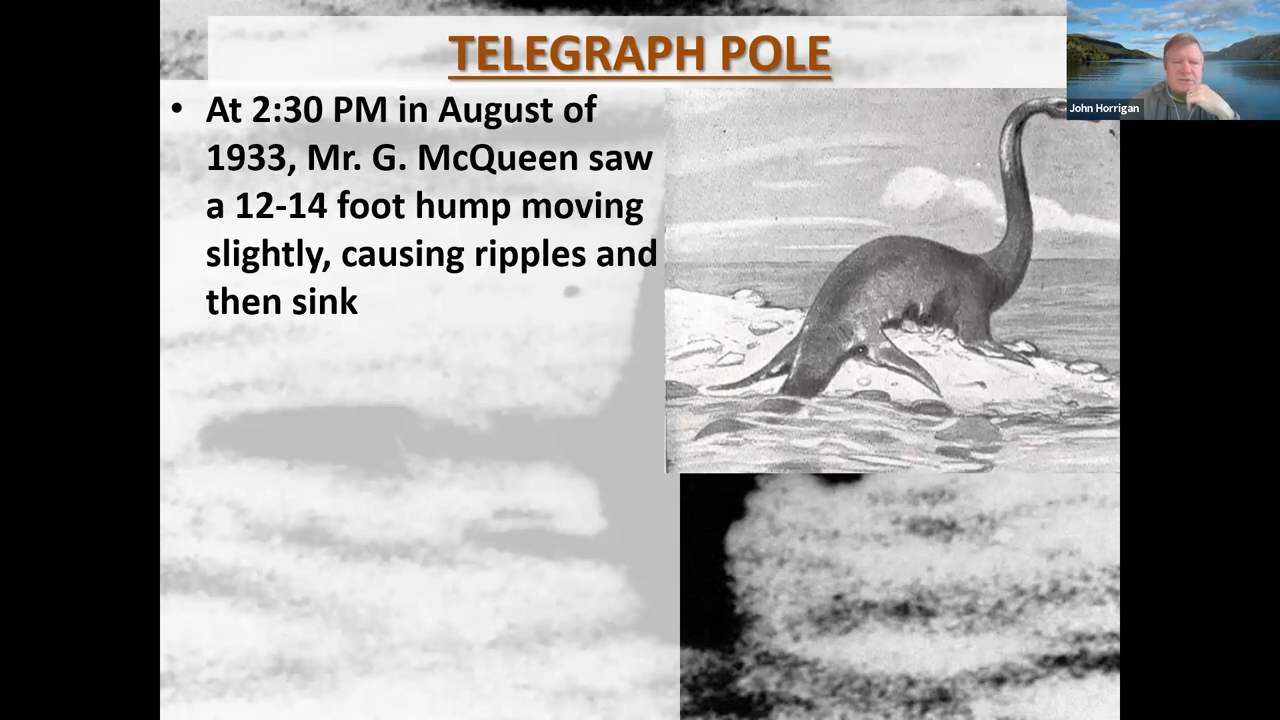 TELEGRAPH POLE
John Horrigan
• At 2:30 PM in August of
1933, Mr. G. McQueen saw
a 12-14 foot hump moving
slightly, causing ripples and
then sink